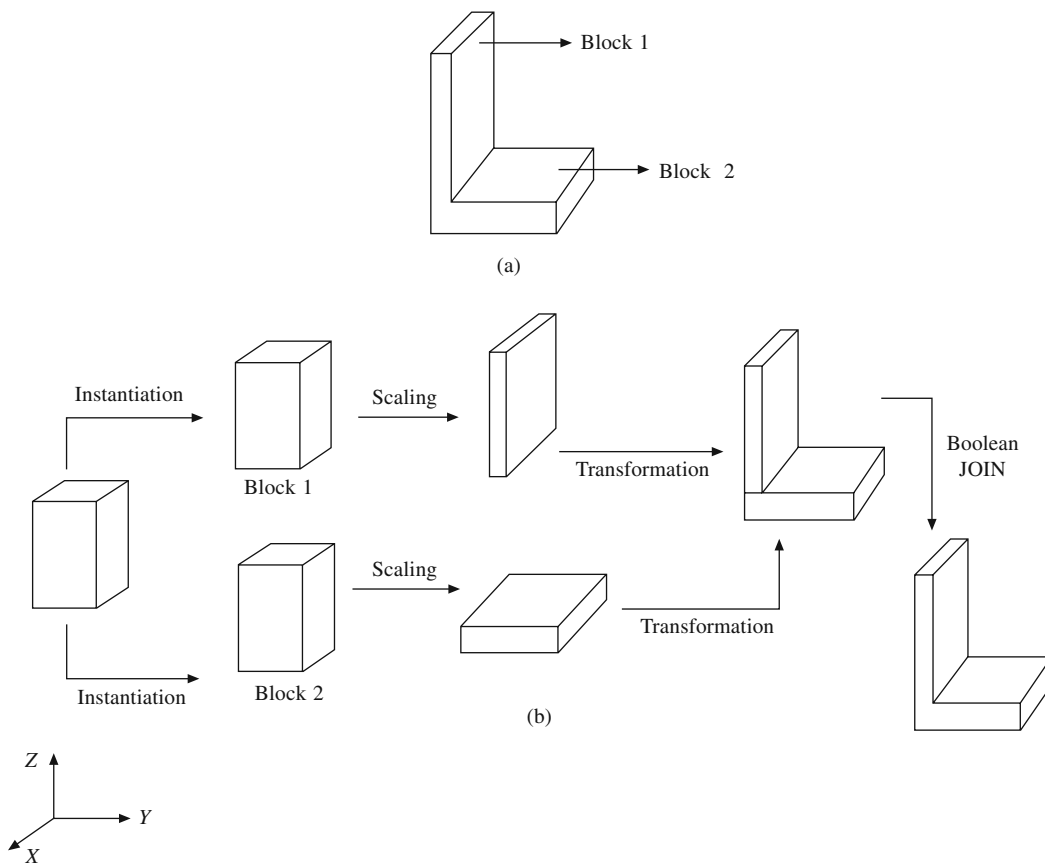 Block 1
Block 2
(a)
Instantiation
Block 1
Scaling
Transformation
Boolean
JOIN
Instantiation
Block 2
Scaling
Transformation
(b)
Z
Y
X